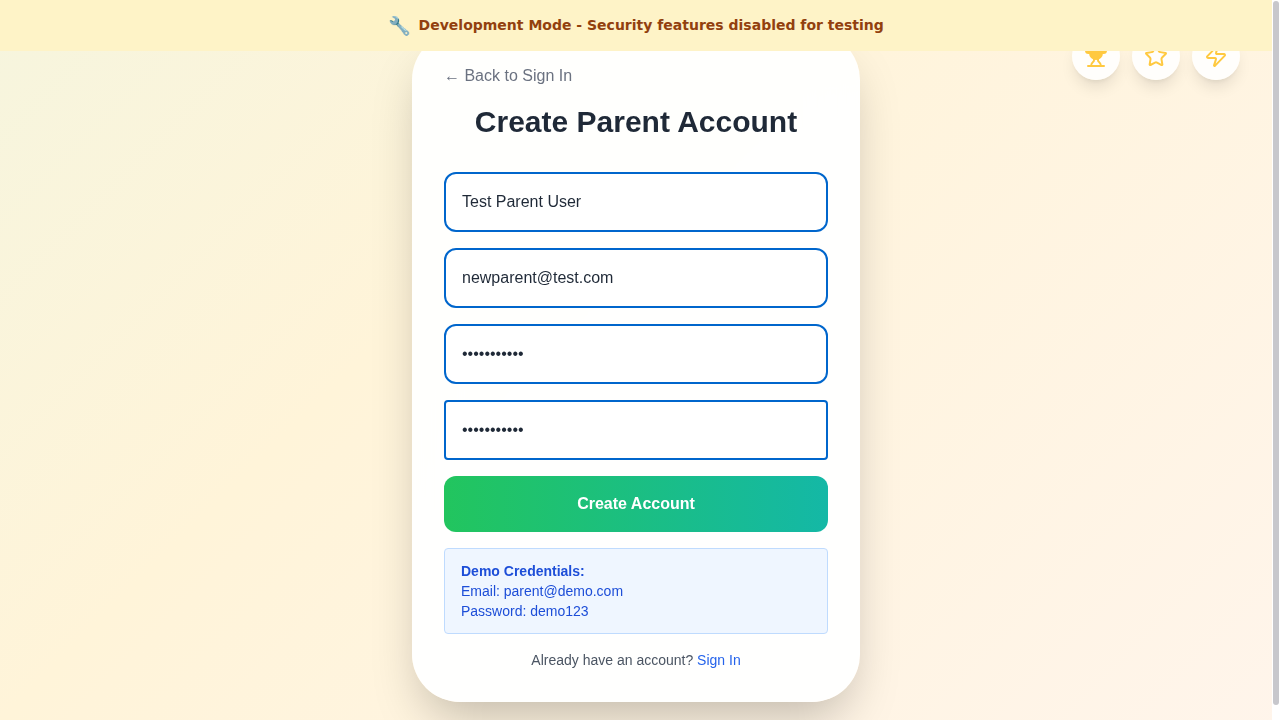 🔧 Development Mode - Security features disabled for testing
← Back to Sign In
Create Parent Account
Test Parent User
newparent@test.com
•••••••••••
•••••••••••
Create Account
Demo Credentials:
Email: parent@demo.com
Password: demo123
Already have an account? Sign In